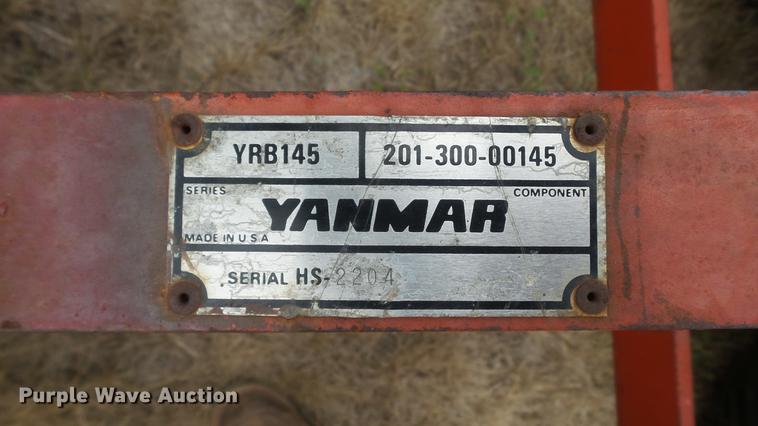 YRB145 201-300-00145
SERIES COMPONENT
YANMAR
MADE IN U.S.A
SERIAL HS-2204
Purple Wave Auction